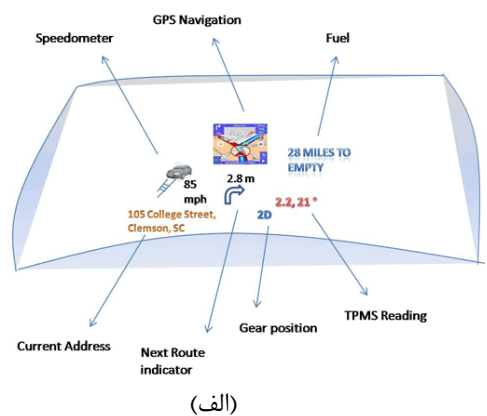 GPS Navigation
Speedometer
Fuel
28 MILES TO
EMPTY
2.8 m
85
mph
2.2, 21 °
105 College Street,
Clemson, SC
2D
TPMS Reading
Gear position
Current Address
Next Route
indicator
(الف)